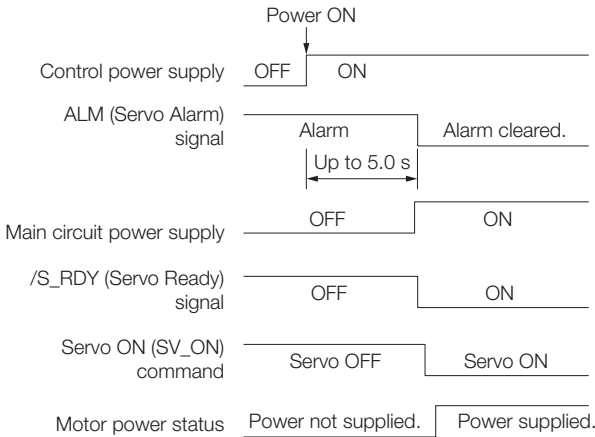 Power ON
Control power supply OFF ON
ALM (Servo Alarm)
signal
Alarm Alarm cleared.
Up to 5.0 s
Main circuit power supply OFF ON
/S_RDY (Servo Ready)
signal
OFF ON
Servo ON (SV_ON)
command
Servo OFF Servo ON
Motor power status Power not supplied. Power supplied.